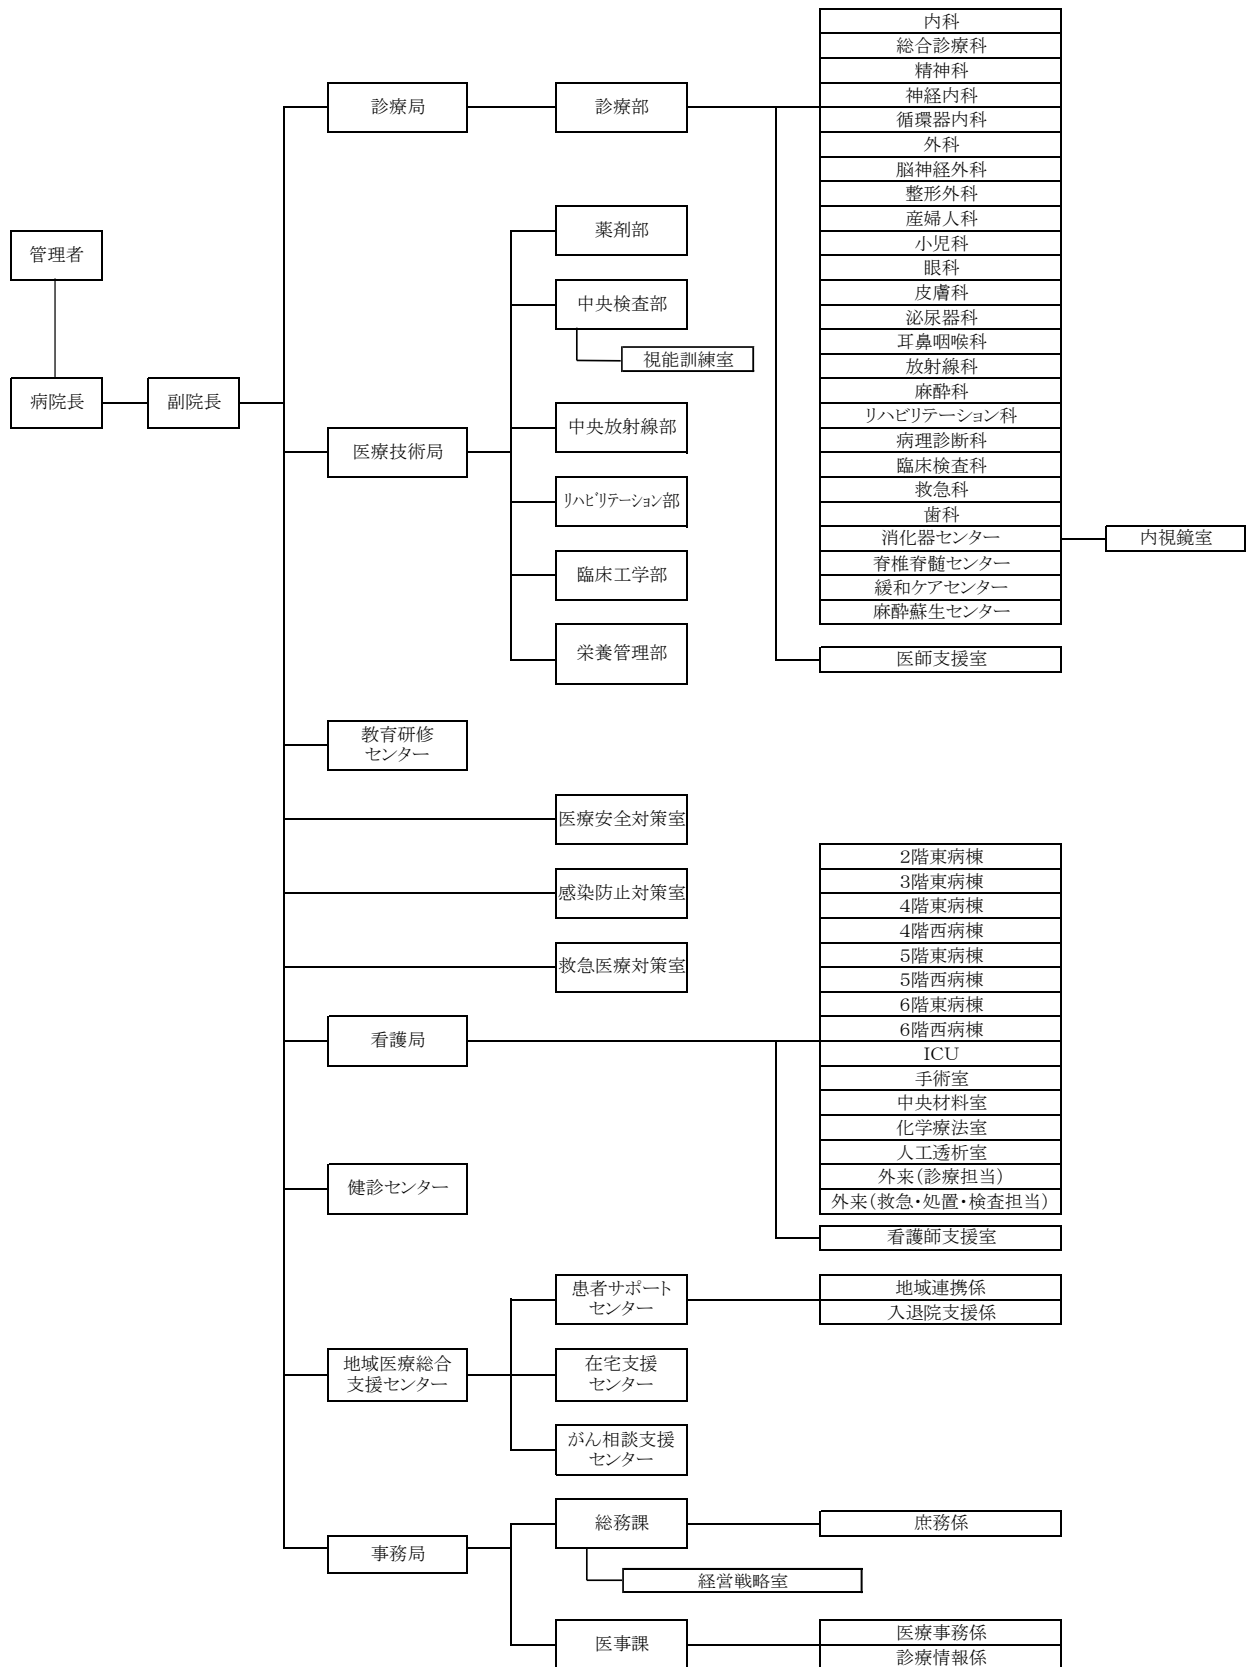 内科
総合診療科
精神科
神経内科
循環器内科
外科
脳神経外科
整形外科
産婦人科
小児科
眼科
皮膚科
泌尿器科
耳鼻咽喉科
放射線科
麻酔科
リハビリテーション科
病理診断科
臨床検査科
救急科
歯科
消化器センター
脊椎脊髄センター
緩和ケアセンター
麻酔蘇生センター
内視鏡室
医師支援室
診療局
診療部
管理者
病院長
副院長
薬剤部
中央検査部
視能訓練室
医療技術局
中央放射線部
ﾘﾊﾋﾞﾘﾃｰｼｮﾝ部
臨床工学部
栄養管理部
教育研修
センター
医療安全対策室
感染防止対策室
救急医療対策室
看護局
2階東病棟
3階東病棟
4階東病棟
4階西病棟
5階東病棟
5階西病棟
6階東病棟
6階西病棟
ICU
手術室
中央材料室
化学療法室
人工透析室
外来(診療担当)
外来(救急・処置・検査担当)
看護師支援室
健診センター
地域医療総合
支援センター
患者サポート
センター
地域連携係
入退院支援係
在宅支援
センター
がん相談支援
センター
事務局
総務課
庶務係
経営戦略室
医事課
医療事務係
診療情報係